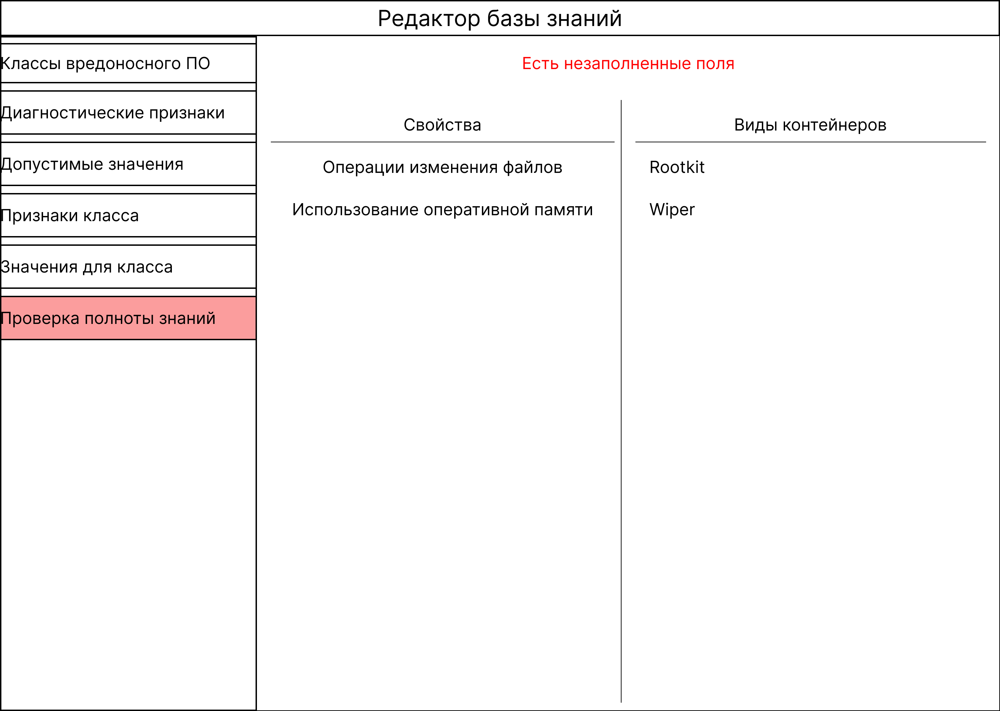 Редактор базы знаний
Классы вредоносного ПО
Диагностические признаки
Допустимые значения
Признаки класса
Значения для класса
Проверка полноты знаний
Есть незаполненные поля
Свойства
Виды контейнеров
Операции изменения файлов
Rootkit
Использование оперативной памяти
Wiper